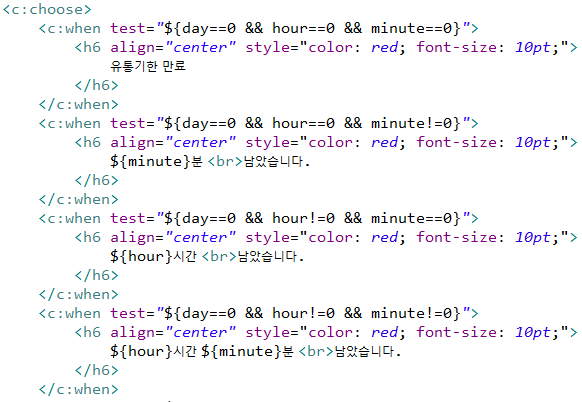 <c:choose>
<c:when test="${day==0 && hour==0 && minute==0}">
<h6 align="center" style="color: red; font-size: 10pt;">
유통기한 만료
</h6>
</c:when>
<c:when test="${day==0 && hour==0 && minute!=0}">
<h6 align="center" style="color: red; font-size: 10pt;">
${minute}분 <br>남았습니다.
</h6>
</c:when>
<c:when test="${day==0 && hour!=0 && minute==0}">
<h6 align="center" style="color: red; font-size: 10pt;">
${hour}시간 <br>남았습니다.
</h6>
</c:when>
<c:when test="${day==0 && hour!=0 && minute!=0}">
<h6 align="center" style="color: red; font-size: 10pt;">
${hour}시간 ${minute}분 <br>남았습니다.
</h6>
</c:when>